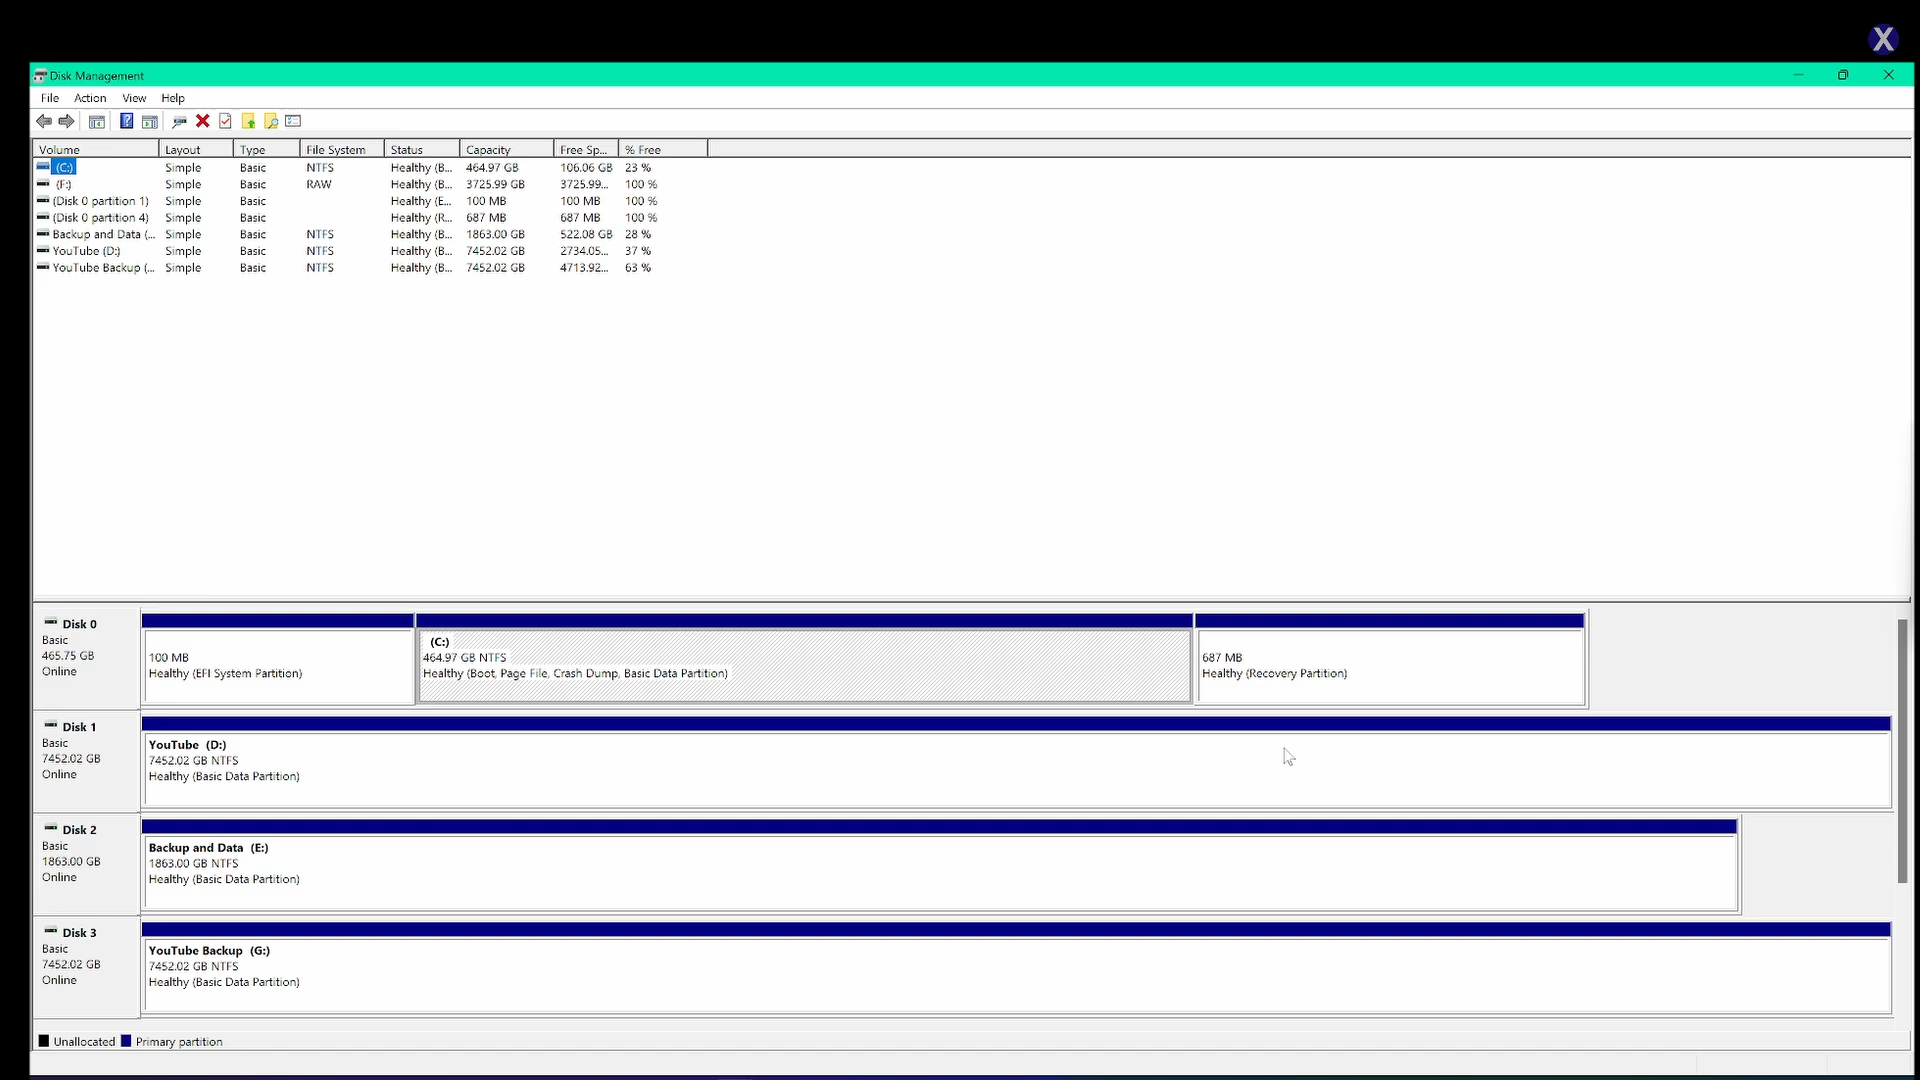 X
Disk Management
File Action View Help
Volume Layout Type File System Status Capacity Free Sp... % Free
(C:) Simple Basic NTFS Healthy (B... 464.97 GB 106.06 GB 23 %
(F:) Simple Basic RAW Healthy (B... 3725.99 GB 3725.99... 100 %
(Disk 0 partition 1) Simple Basic Healthy (E... 100 MB 100 MB 100 %
(Disk 0 partition 4) Simple Basic Healthy (R... 687 MB 687 MB 100 %
Backup and Data (... Simple Basic NTFS Healthy (B... 1863.00 GB 522.08 GB 28 %
YouTube (D:) Simple Basic NTFS Healthy (B... 7452.02 GB 2734.05... 37 %
YouTube Backup (... Simple Basic NTFS Healthy (B... 7452.02 GB 4713.92... 63 %
Disk 0
Basic
465.75 GB
Online
100 MB
Healthy (EFI System Partition)
(C:)
464.97 GB NTFS
Healthy (Boot, Page File, Crash Dump, Basic Data Partition)
687 MB
Healthy (Recovery Partition)
Disk 1
Basic
7452.02 GB
Online
YouTube (D:)
7452.02 GB NTFS
Healthy (Basic Data Partition)
Disk 2
Basic
1863.00 GB
Online
Backup and Data (E:)
1863.00 GB NTFS
Healthy (Basic Data Partition)
Disk 3
Basic
7452.02 GB
Online
YouTube Backup (G:)
7452.02 GB NTFS
Healthy (Basic Data Partition)
Unallocated Primary partition